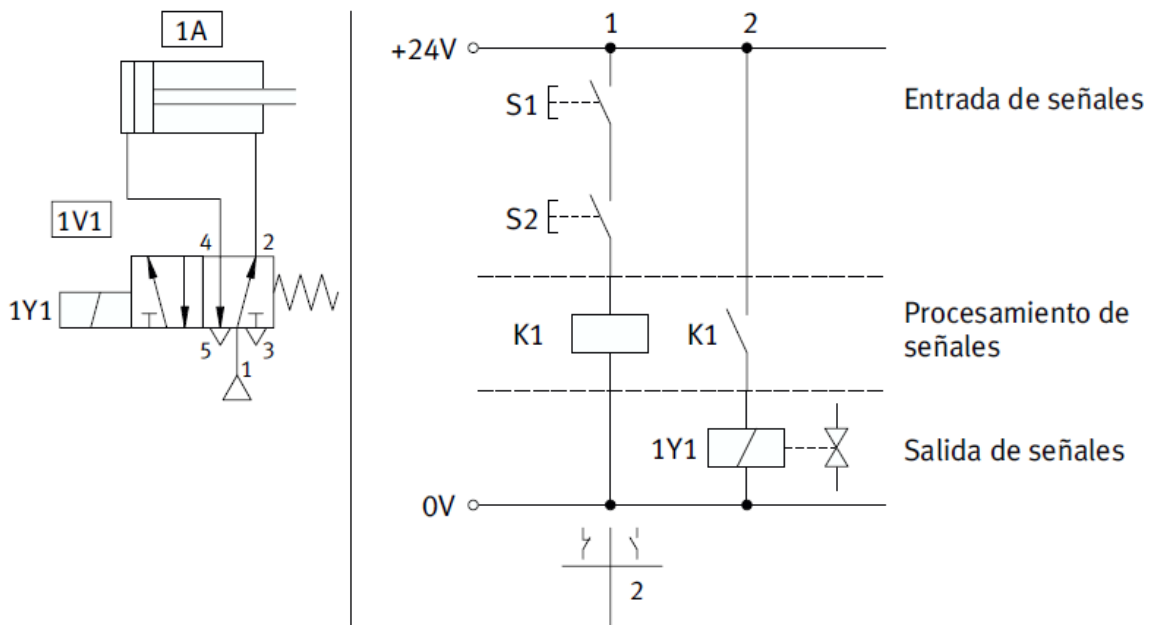 1A
1V1
4
2
1Y1
5
3
1
1
2
+24V
S1
Entrada de señales
S2
K1
K1
Procesamiento de
señales
1Y1
Salida de señales
0V
2